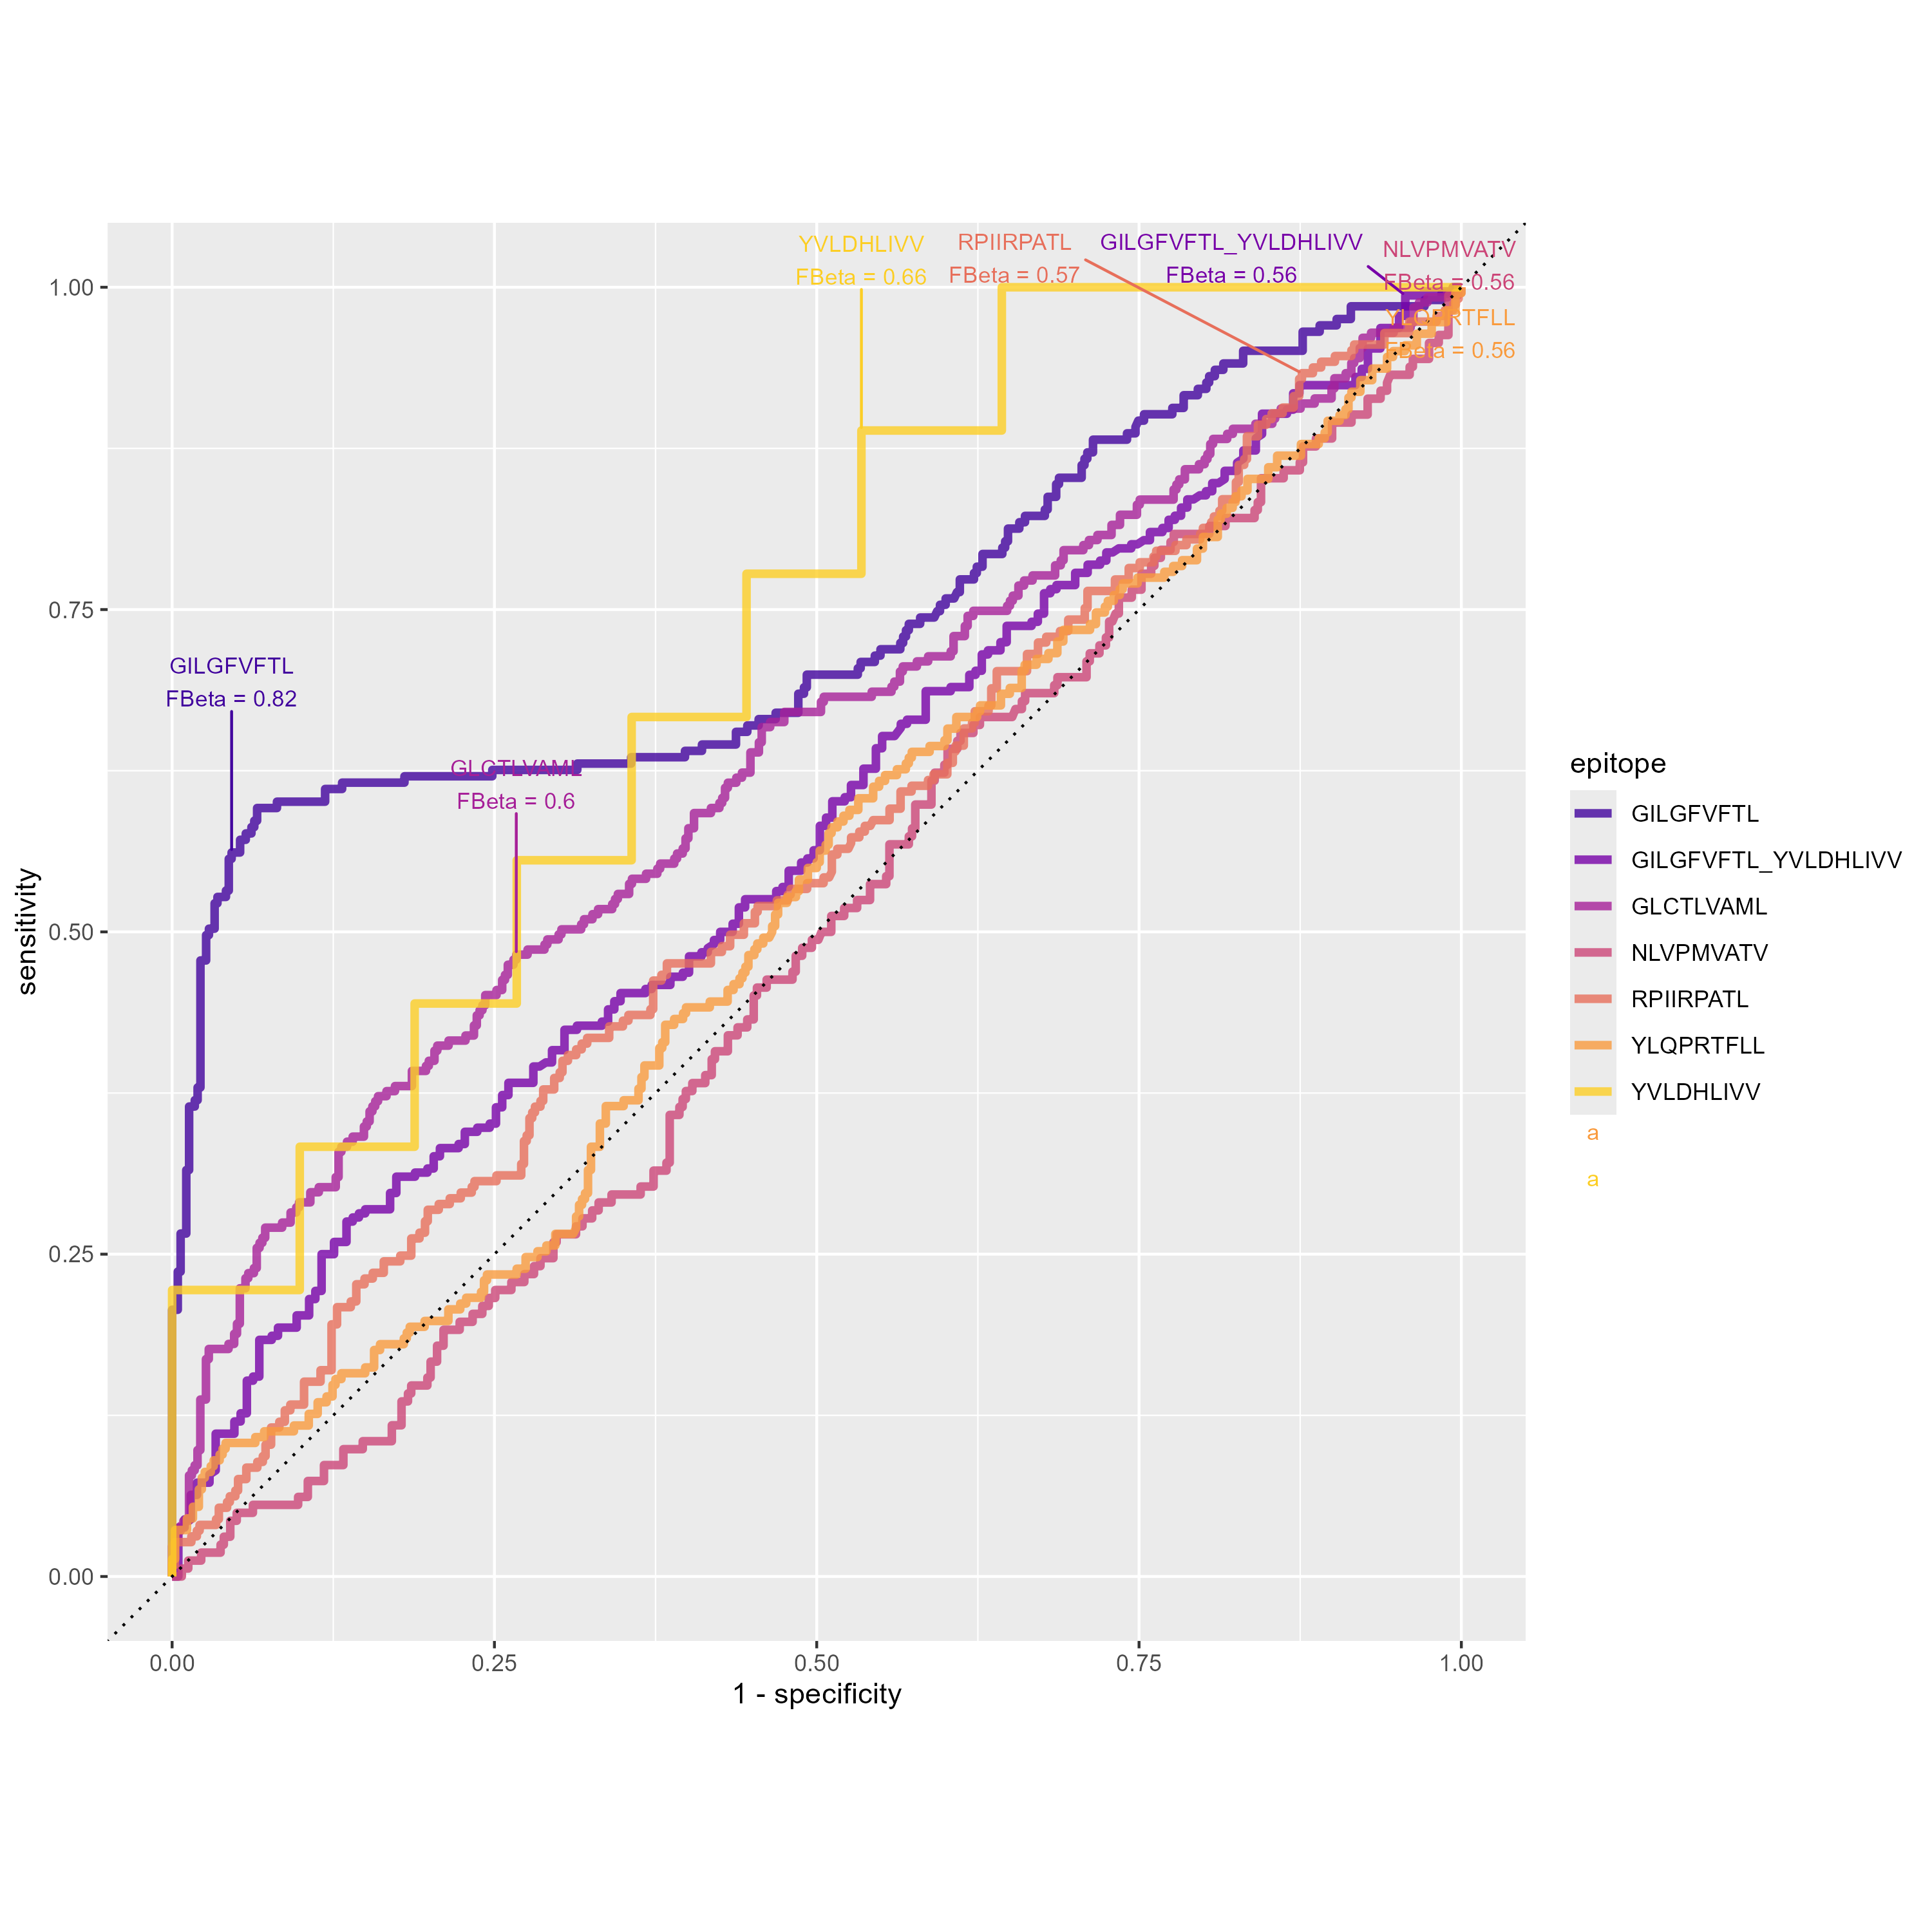 YVLDHLIVV
FBeta = 0.66
RPIIRPATL
FBeta = 0.57
GILGFVFTL_YVLDHLIVV
FBeta = 0.56
NLVPMVATV
FBeta = 0.56
YLQPRTFLL
FBeta = 0.56
GILGFVFTL
FBeta = 0.82
GLCTLVAML
FBeta = 0.6
1.00
0.75
0.50
0.25
0.00
sensitivity
0.00
0.25
0.50
0.75
1.00
1 - specificity
epitope
GILGFVFTL
GILGFVFTL_YVLDHLIVV
GLCTLVAML
NLVPMVATV
RPIIRPATL
YLQPRTFLL
YVLDHLIVV
a
a